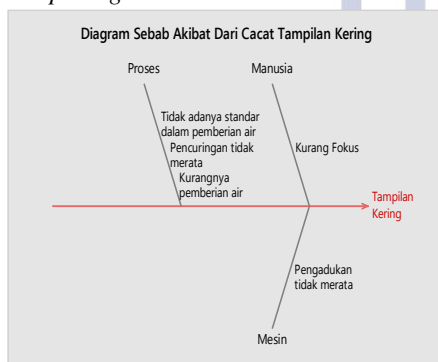 Diagram Sebab Akibat Dari Cacat Tampilan Kering
Proses
Manusia
Tidak adanya standar
dalam pemberian air
Pencuringan tidak
merata
Kurangnya
pemberian air
Kurang Fokus
Tampilan
Kering
Pengadukan
tidak merata
Mesin